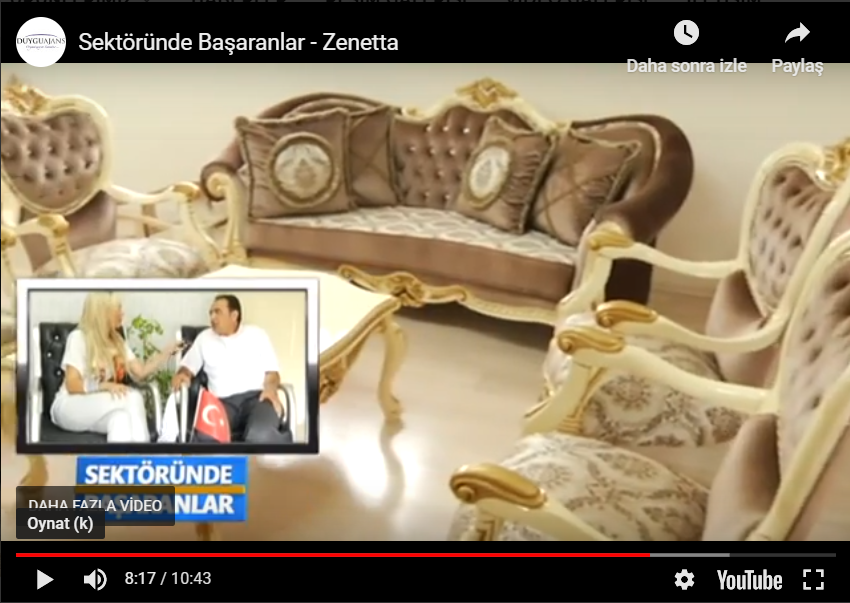 DUYGUAJANS
Sektöründe Başaranlar - Zenetta
Daha sonra izle
Paylaş
SEKTÖRÜNDE
BAŞARANLAR
DAHA FAZLA VİDEO
Oynat (k)
8:17 / 10:43
YouTube